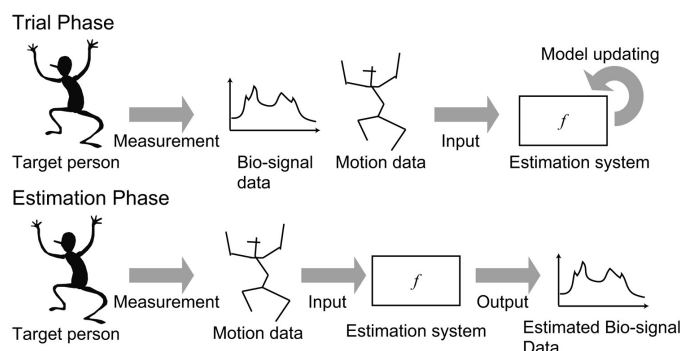 Trial Phase
Model updating
f
Measurement
Input
Target person
Bio-signal
data
Motion data
Estimation system
Estimation Phase
f
Measurement
Input
Output
Target person
Motion data
Estimation system
Estimated Bio-signal
Data